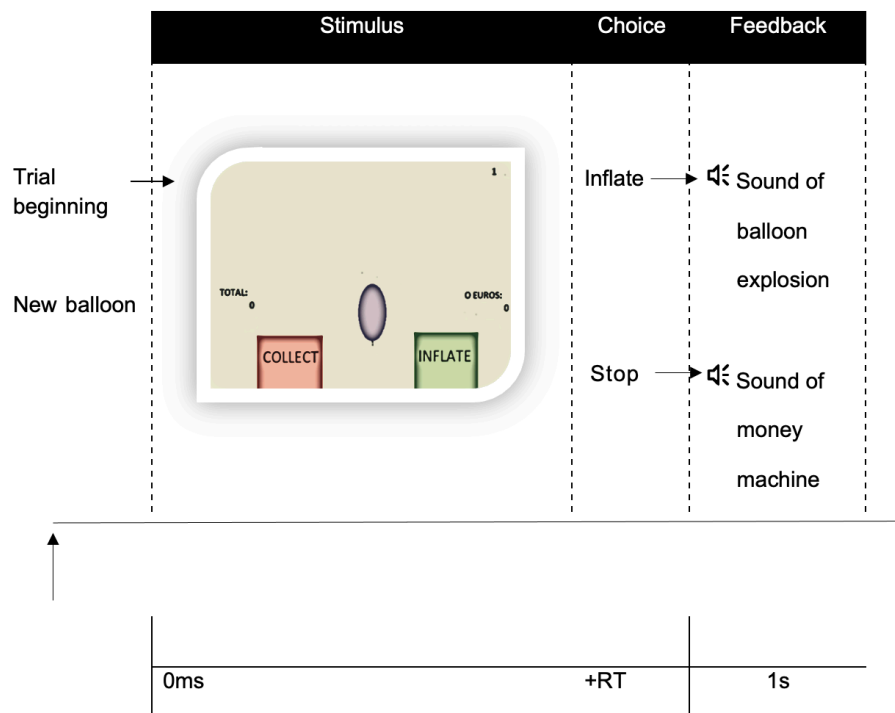 Stimulus
Choice
Feedback
Trial
beginning
New balloon
1
TOTAL:
0
O EUROS:
0
COLLECT
INFLATE
Inflate
Sound of
balloon
explosion
Stop
Sound of
money
machine
0ms
+RT
1s